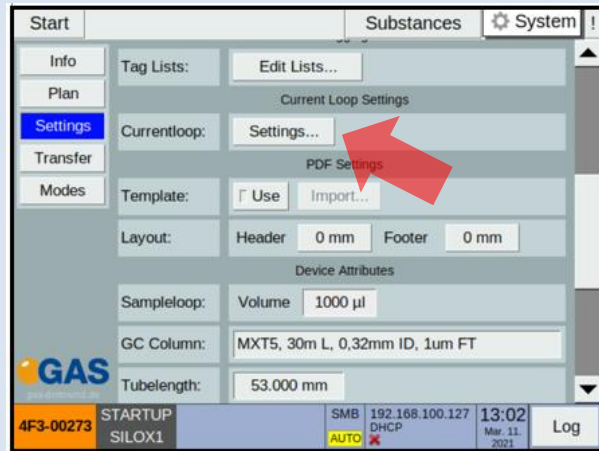 Start Substances System !
Info
Plan
Settings
Transfer
Modes
Tag Lists: Edit Lists...
Current Loop Settings
Currentloop: Settings...
PDF Settings
Template: Use Import...
Layout: Header 0 mm Footer 0 mm
Device Attributes
Sampleloop: Volume 1000 µl
GC Column: MXT5, 30m L, 0,32mm ID, 1um FT
Tubelength: 53.000 mm
GAS
4F3-00273
STARTUP
SILOX1
SMB
AUTO
192.168.100.127
DHCP
13:02
Mar. 11.
2021
Log